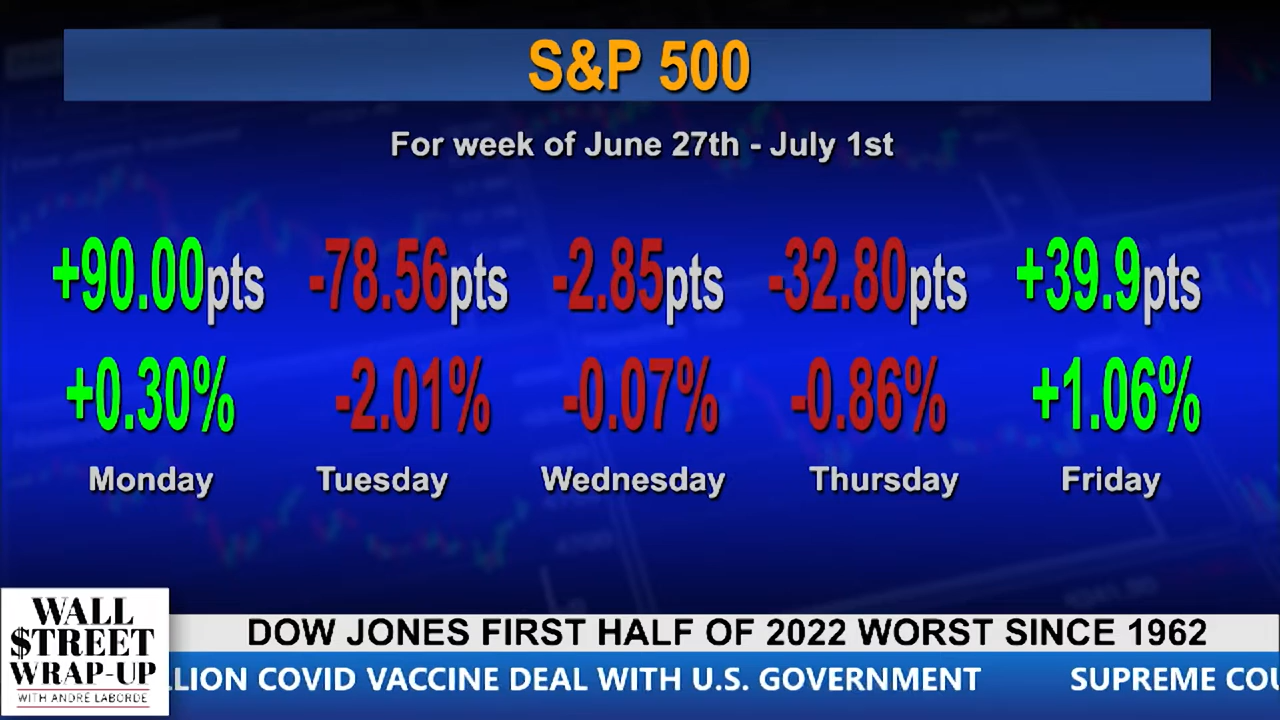 S&P 500
For week of June 27th - July 1st
+90.00pts -78.56pts -2.85pts -32.80pts +39.9pts
+0.30% -2.01% -0.07% -0.86% +1.06%
Monday Tuesday Wednesday Thursday Friday
WALL
$TREET
WRAP-UP
WITH ANDRÉ LABORDE
DOW JONES FIRST HALF OF 2022 WORST SINCE 1962
LLION COVID VACCINE DEAL WITH U.S. GOVERNMENT SUPREME COU